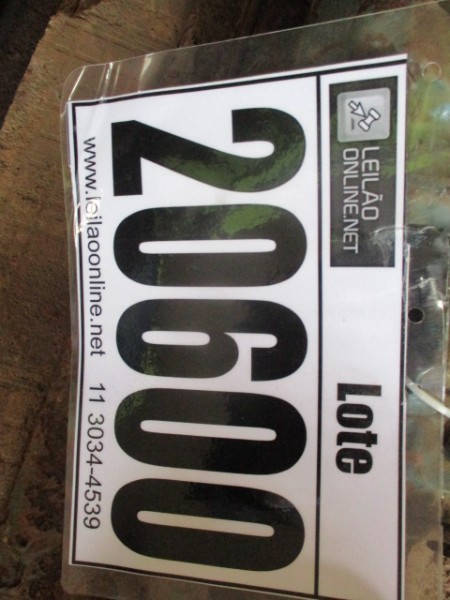 LEILÃO
ONLINE.NET
Lote
20600
www.leilaoonline.net 11 3034-4539